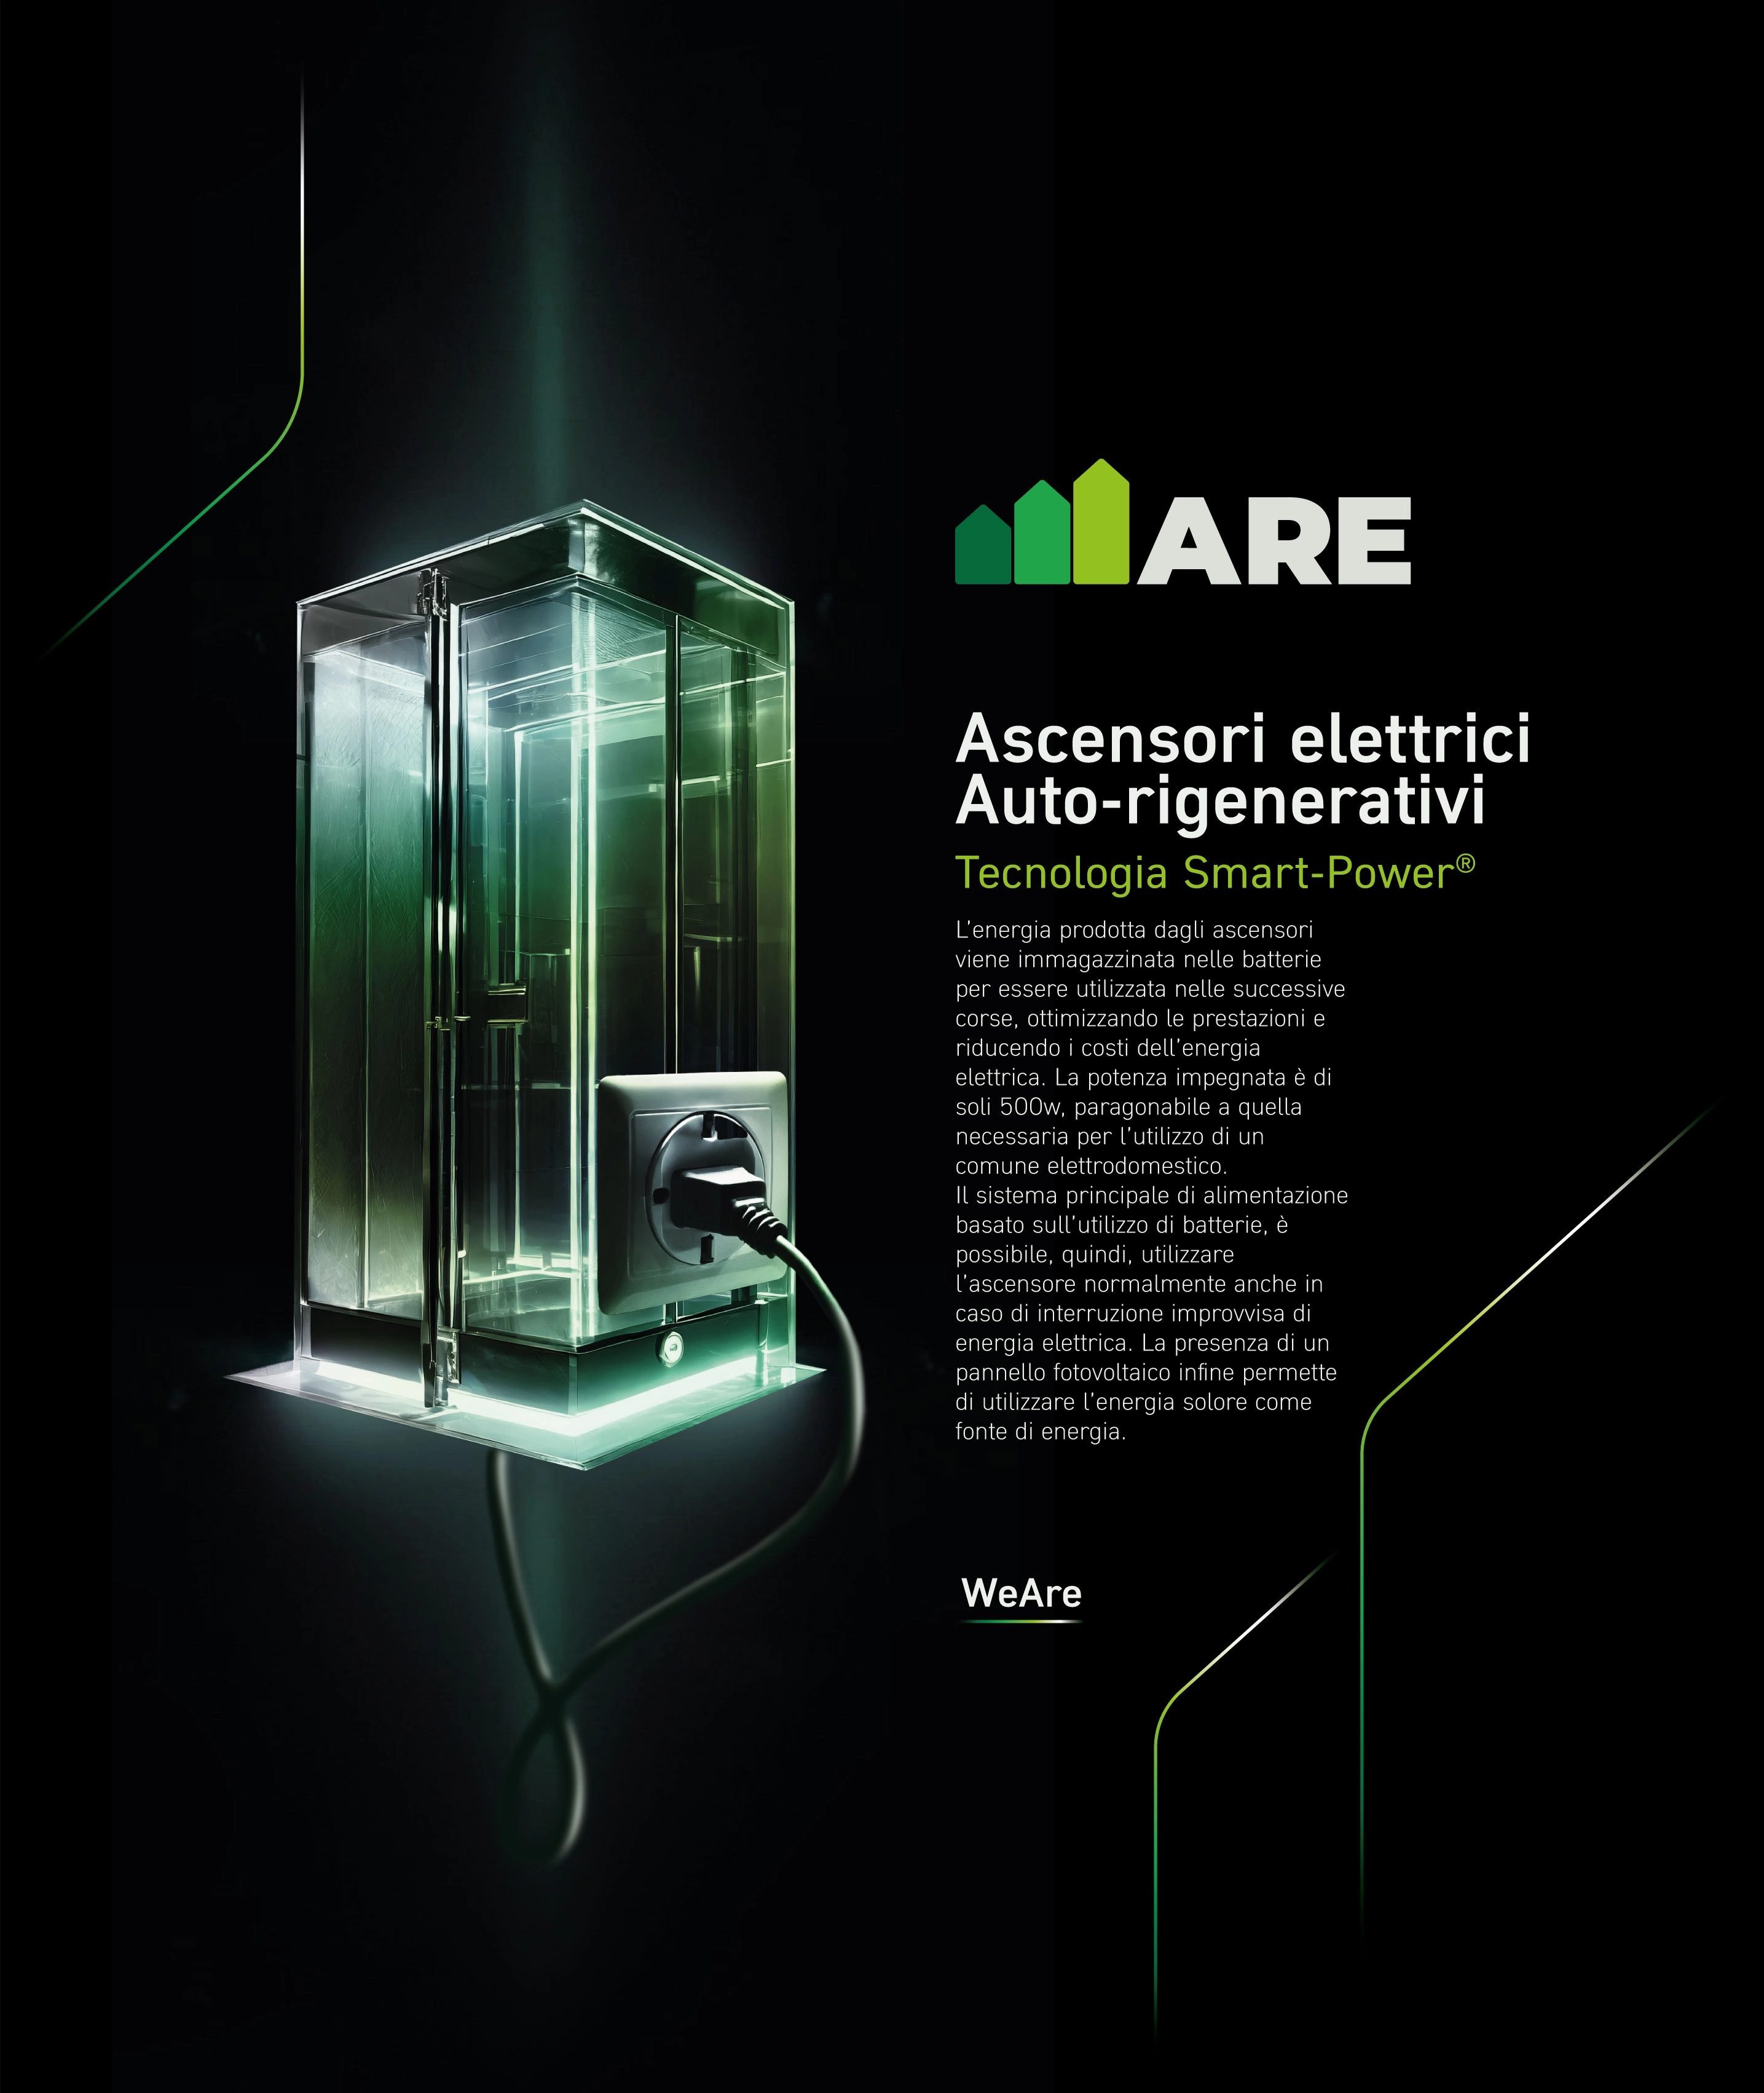 ARE
Ascensori elettrici
Auto-rigenerativi
Tecnologia Smart-Power®
L'energia prodotta dagli ascensori
viene immagazzinata nelle batterie
per essere utilizzata nelle successive
corse, ottimizzando le prestazioni e
riducendo i costi dell'energia
elettrica. La potenza impegnata è di
soli 500w, paragonabile a quella
necessaria per l'utilizzo di un
comune elettrodomestico.
Il sistema principale di alimentazione
basato sull'utilizzo di batterie, è
possibile, quindi, utilizzare
l'ascensore normalmente anche in
caso di interruzione improvvisa di
energia elettrica. La presenza di un
pannello fotovoltaico infine permette
di utilizzare l'energia solore come
fonte di energia.
WeAre